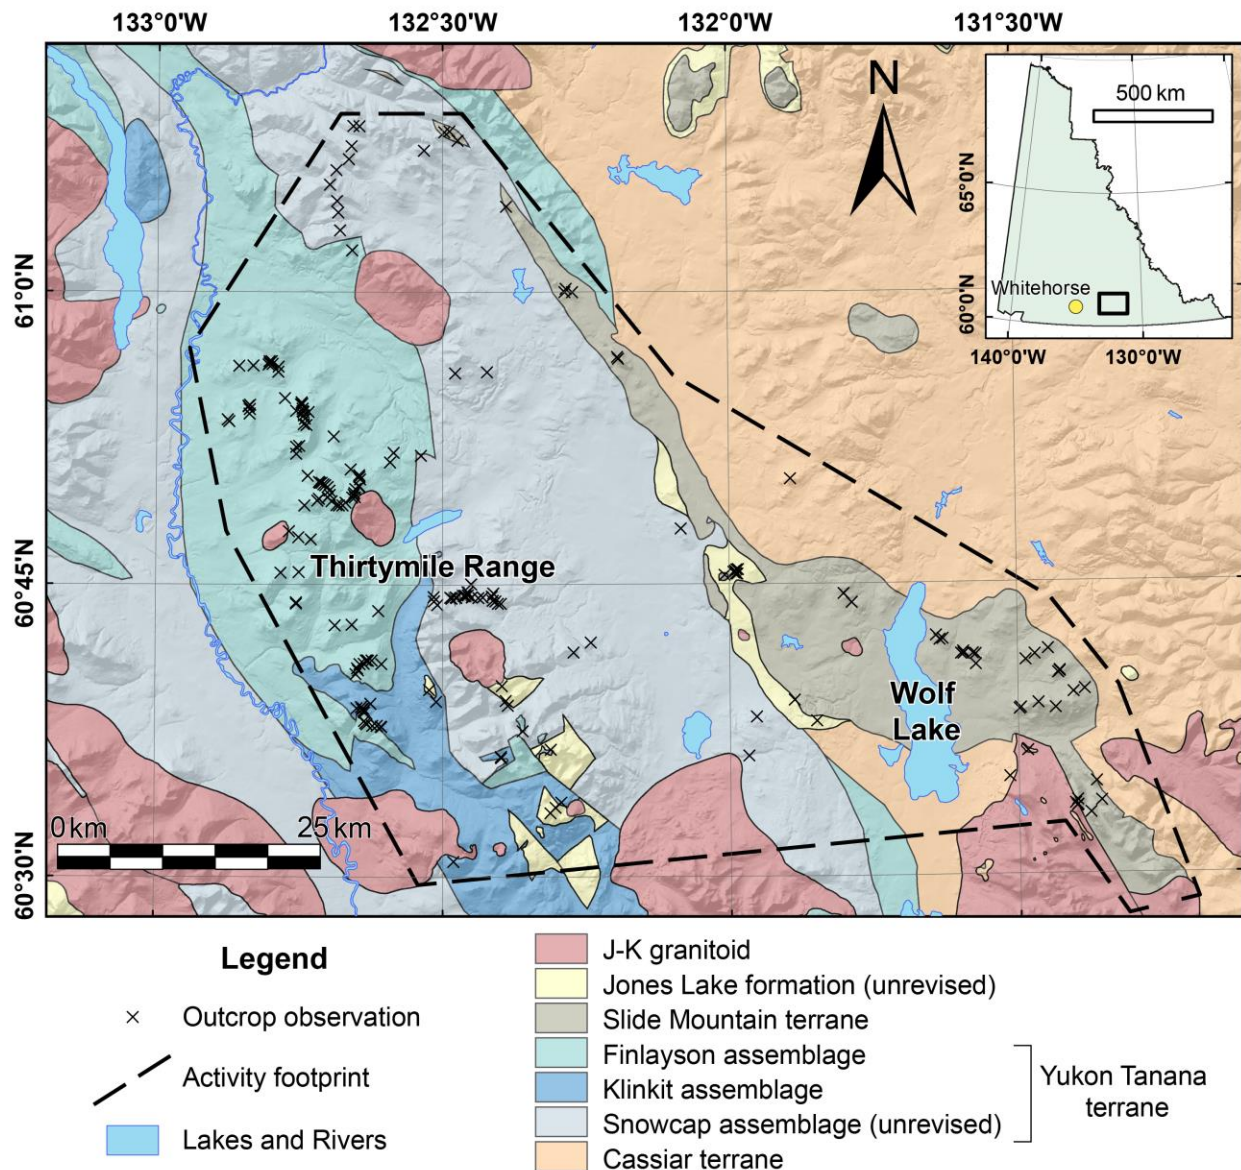 133°0'W
132°30'W
132°0'W
131°30'W
N
500 km
65°0'N
Whitehorse
60°0'N
140°0'W
130°0'W
61°0'N
60°45'N
60°30'N
Thirtymile Range
Wolf
Lake
0 km
25 km
Legend
Outcrop observation
Activity footprint
Lakes and Rivers
J-K granitoid
Jones Lake formation (unrevised)
Slide Mountain terrane
Finlayson assemblage
Klinkit assemblage
Snowcap assemblage (unrevised)
Cassiar terrane
Yukon Tanana
terrane